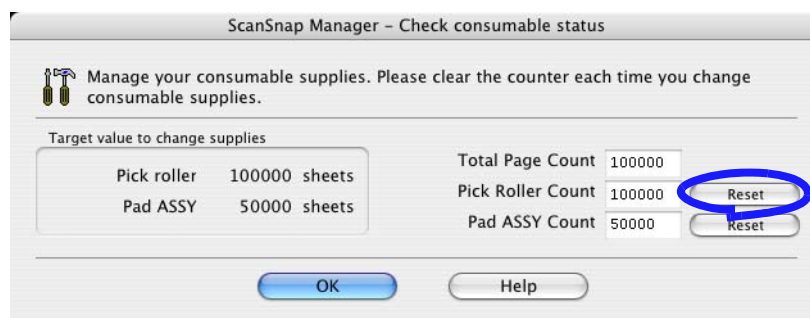 ScanSnap Manager – Check consumable status
Manage your consumable supplies. Please clear the counter each time you change
consumable supplies.
Target value to change supplies
Pick roller 100000 sheets
Pad ASSY 50000 sheets
Total Page Count 100000
Pick Roller Count 100000 Reset
Pad ASSY Count 50000 Reset
OK Help